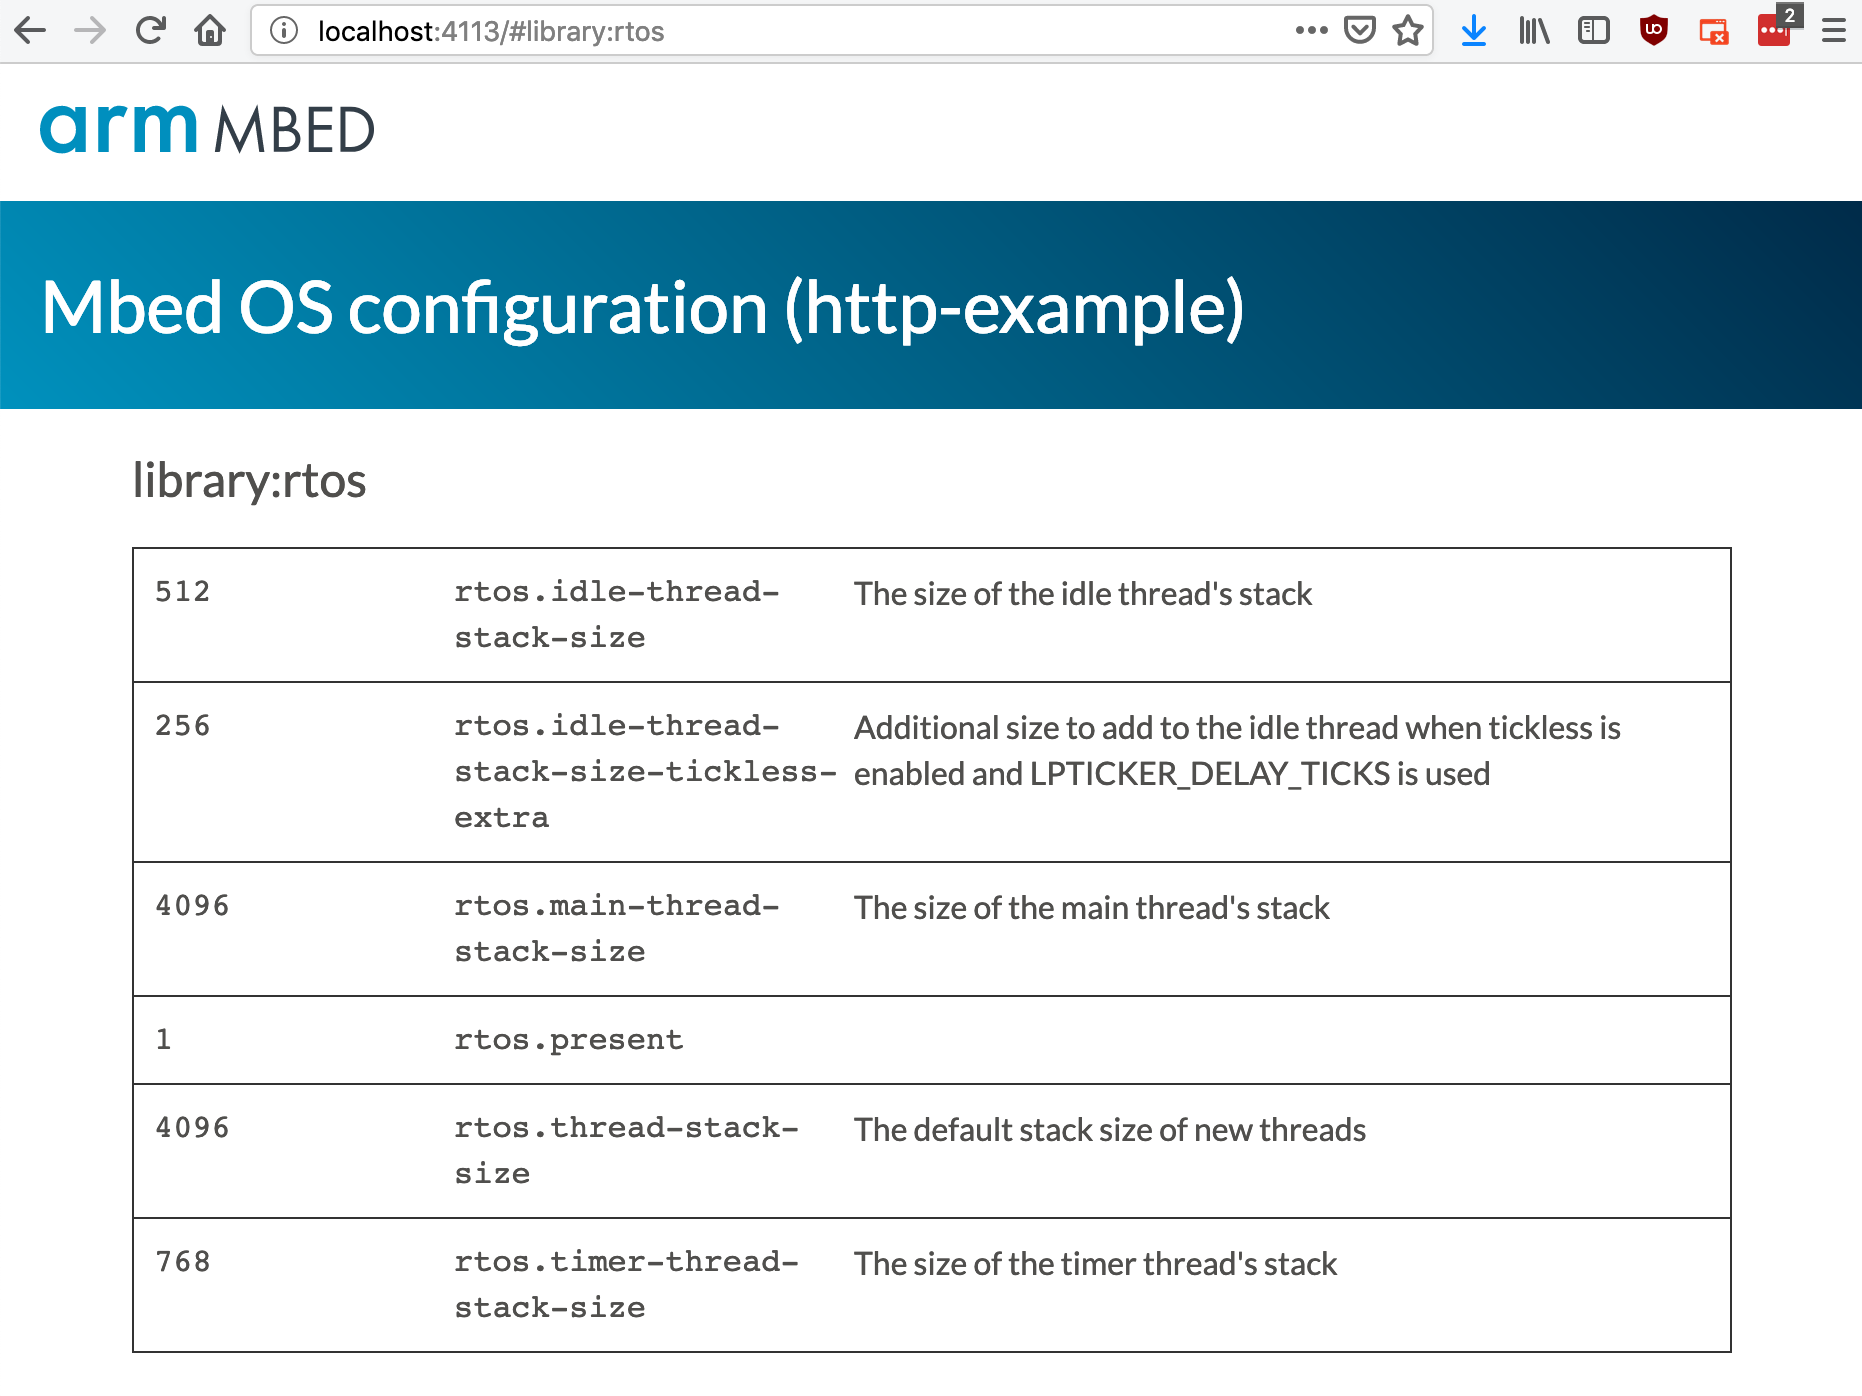 localhost:4113/#library:rtos
2
uo
arm MBED
Mbed OS configuration (http-example)
library:rtos
512 rtos.idle-thread- The size of the idle thread's stack
stack-size
256 rtos.idle-thread- Additional size to add to the idle thread when tickless is
stack-size-tickless- enabled and LPTICKER_DELAY_TICKS is used
extra
4096 rtos.main-thread- The size of the main thread's stack
stack-size
1 rtos.present
4096 rtos.thread-stack- The default stack size of new threads
size
768 rtos.timer-thread- The size of the timer thread's stack
stack-size